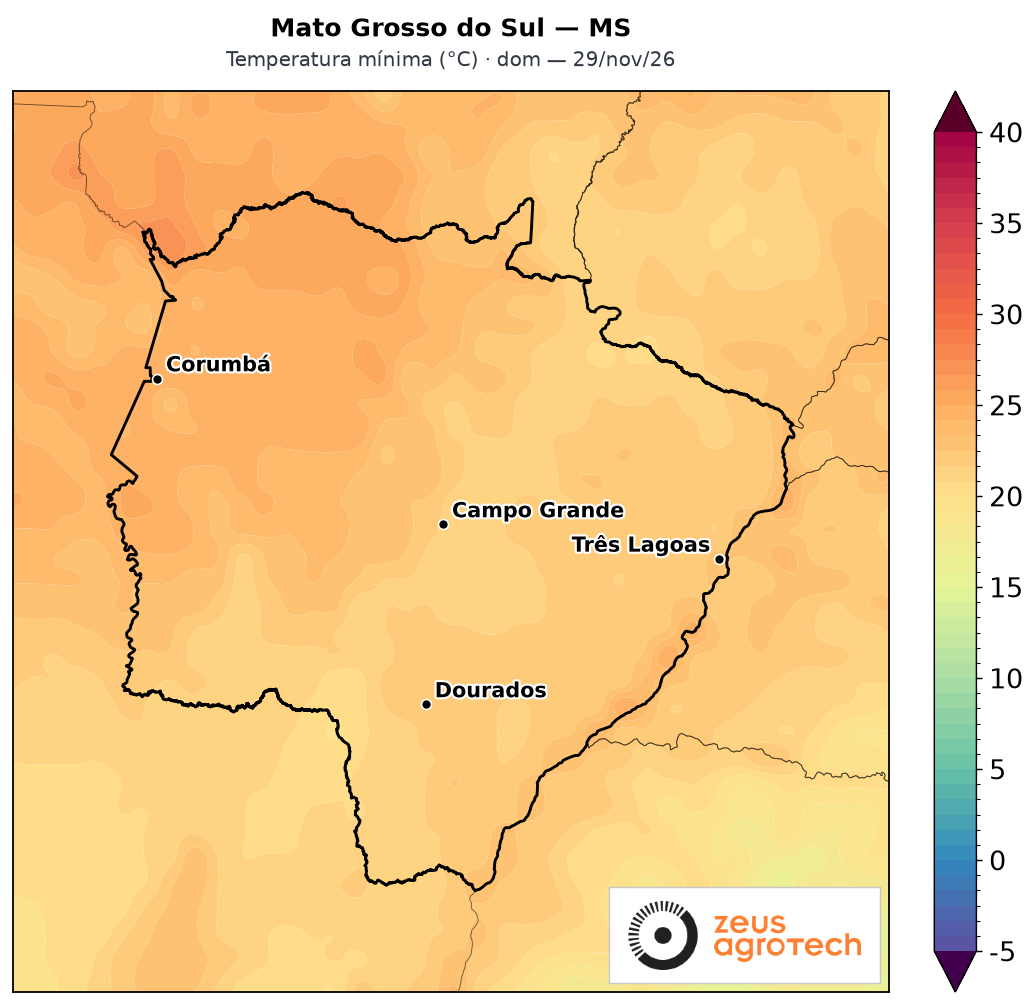 Mato Grosso do Sul — MS
Temperatura mínima (°C) · dom — 29/nov/26
40
35
30
25
20
15
10
5
0
-5
Corumbá
Campo Grande
Três Lagoas
Dourados
zeus
agrotech